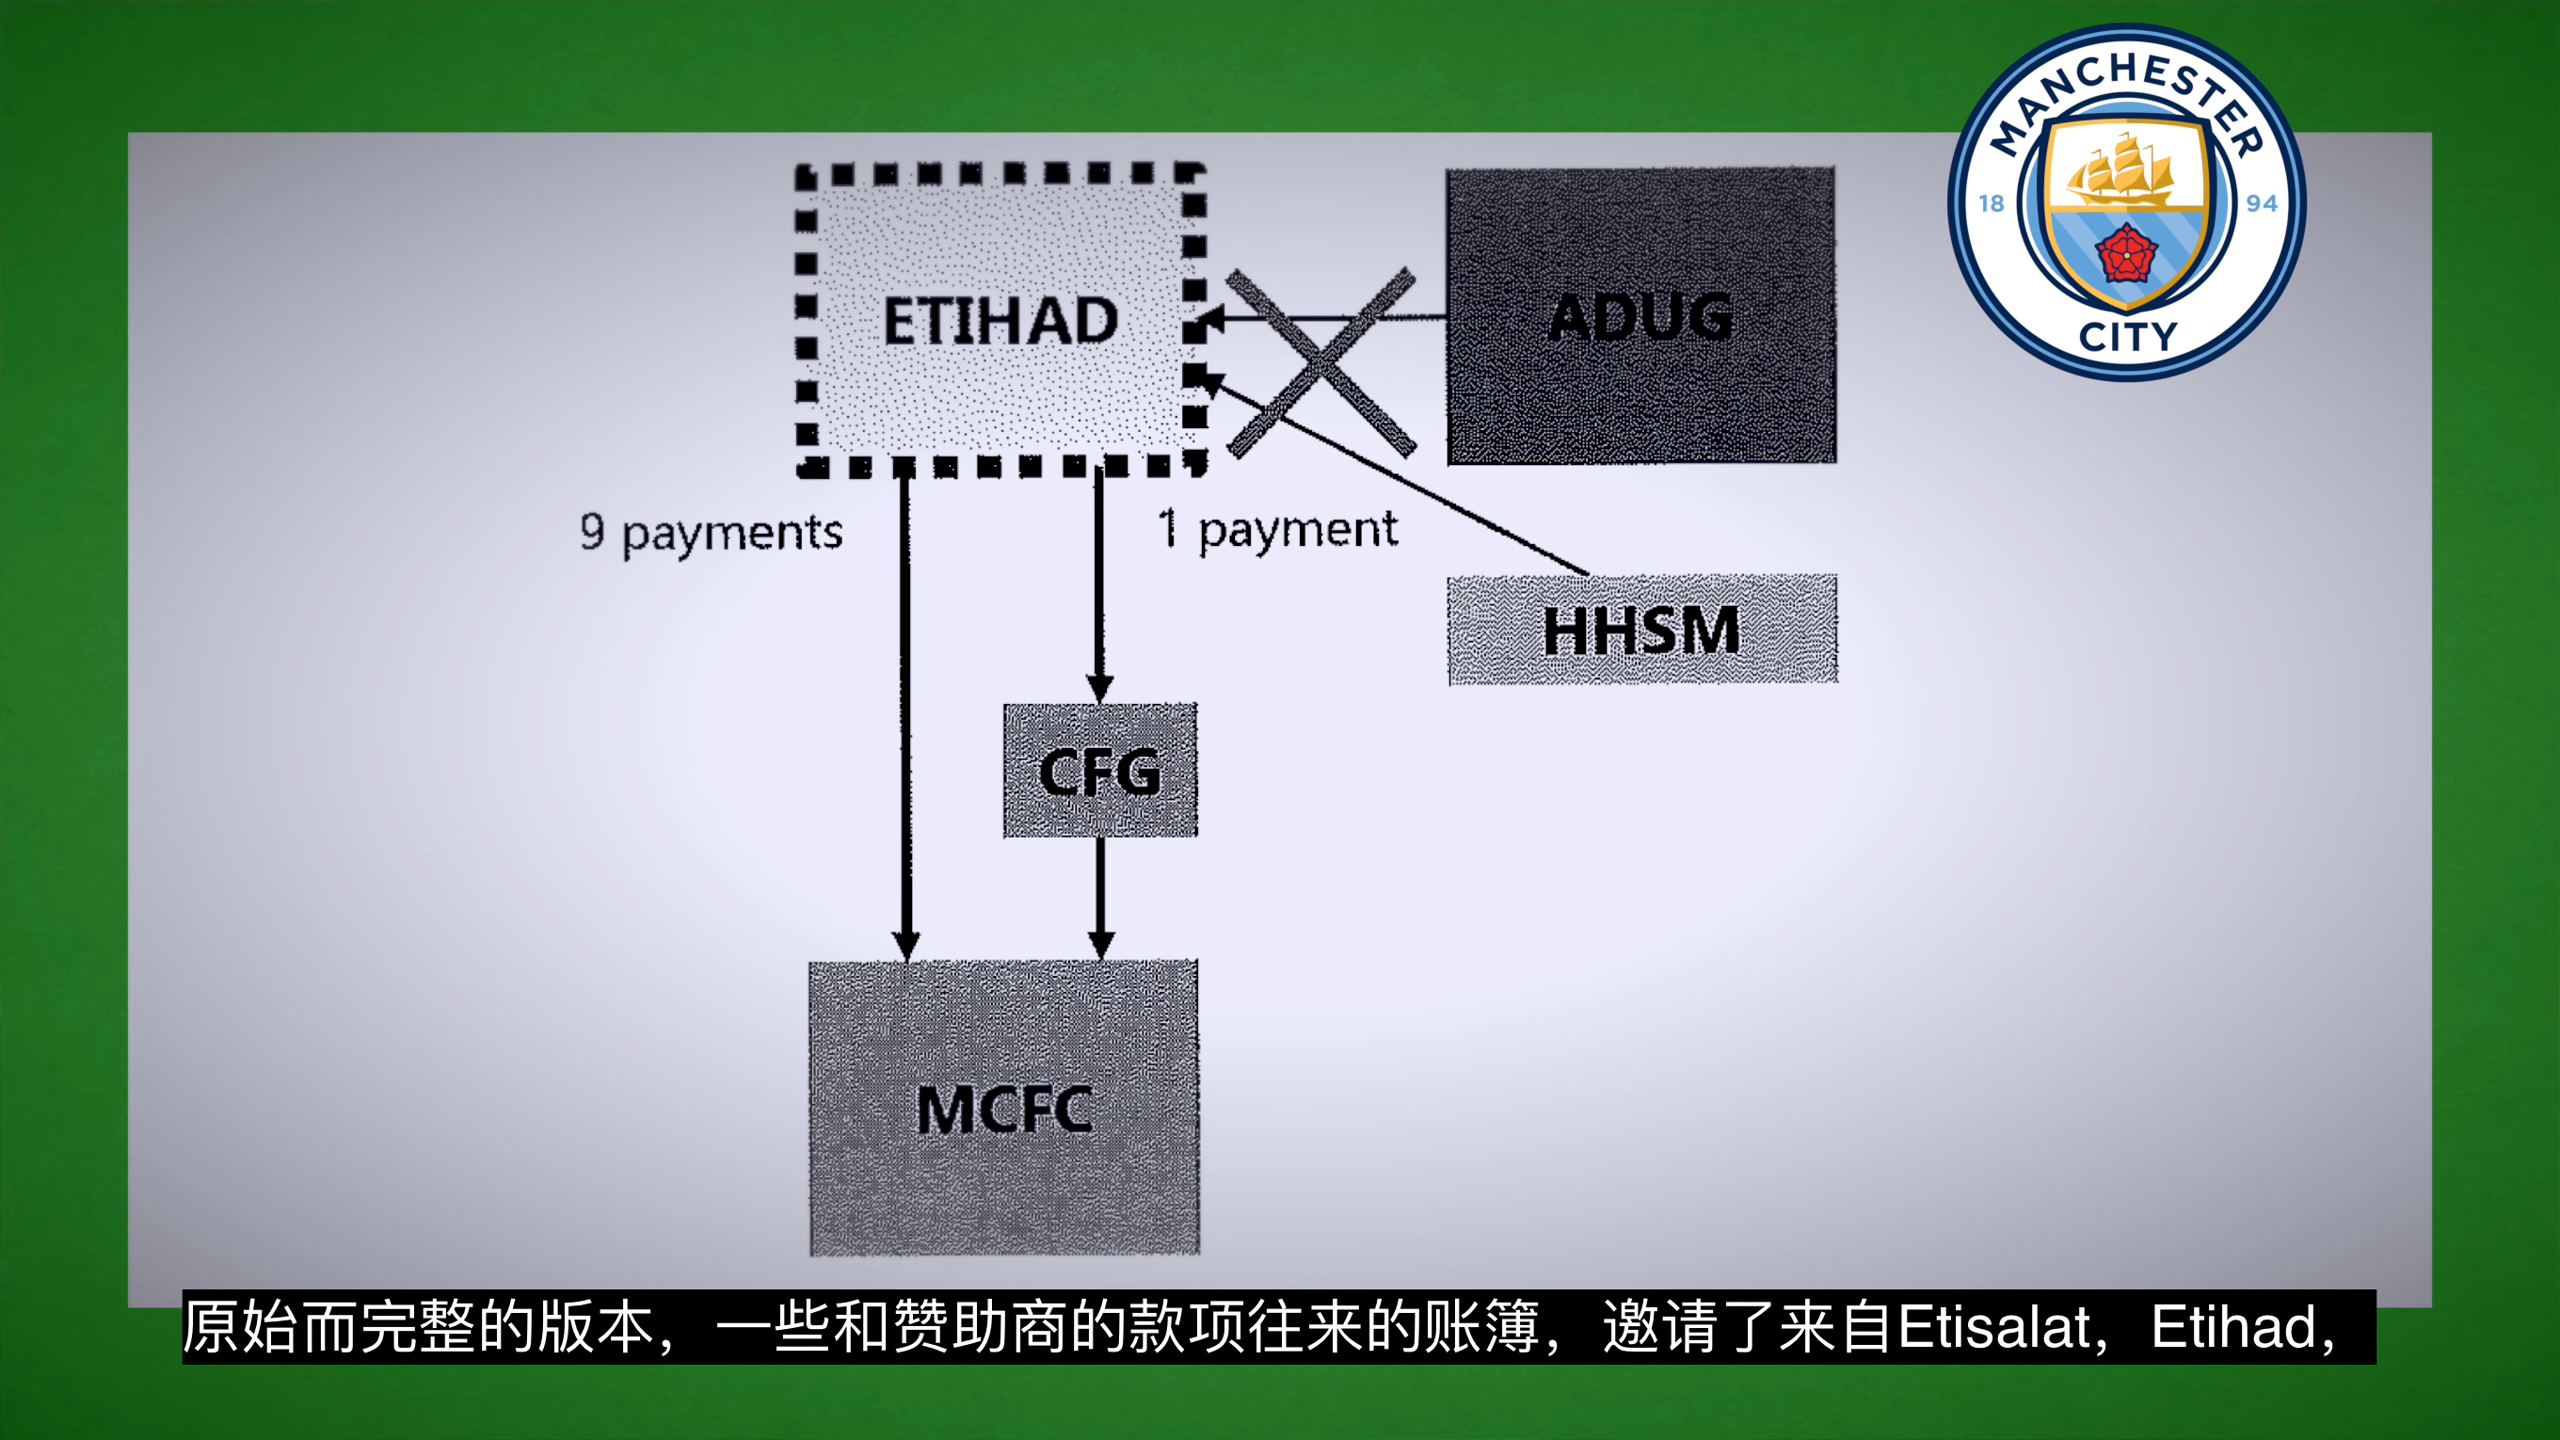 MANCHESTER
18 94
CITY
ETIHAD
ADUG
9 payments
1 payment
HHSM
CFG
MCFC
原始而完整的版本，一些和赞助商的款项往来的账簿，邀请了来自Etisalat，Etihad，